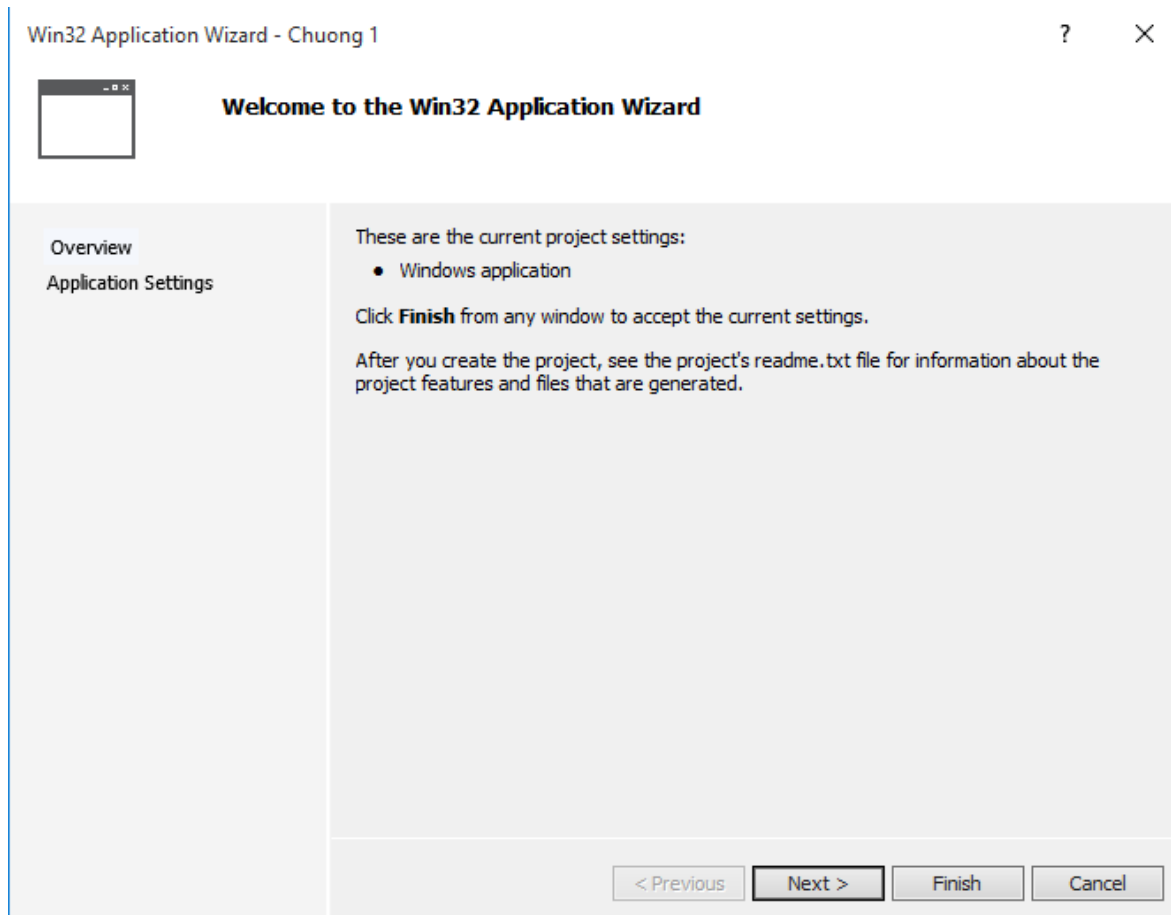 Win32 Application Wizard - Chuong 1
?
Welcome to the Win32 Application Wizard
Overview
Application Settings
These are the current project settings:
● Windows application
Click Finish from any window to accept the current settings.
After you create the project, see the project's readme.txt file for information about the
project features and files that are generated.
< Previous
Next >
Finish
Cancel